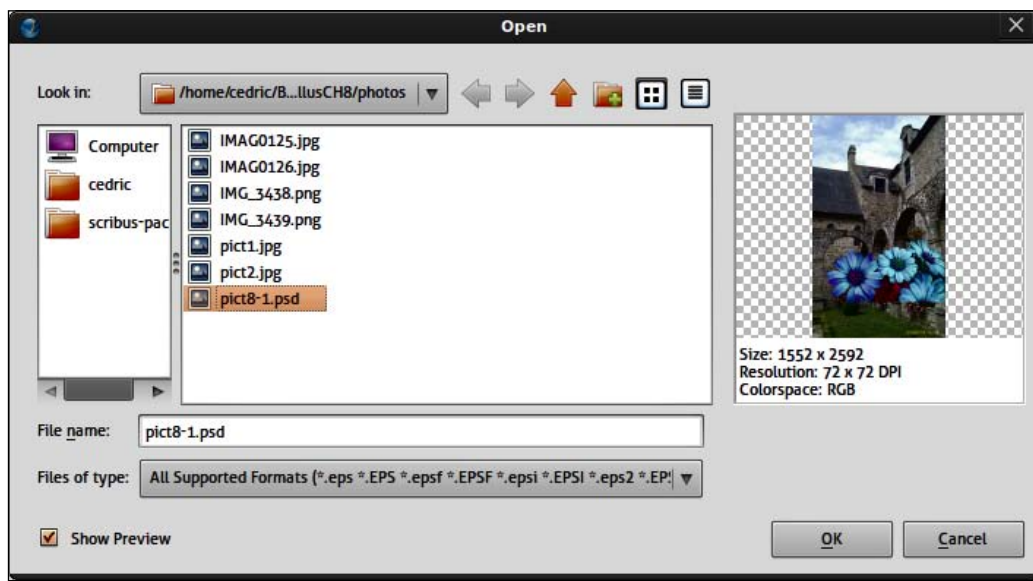 Open
Look in:
/home/cedric/B...llusCH8/photos
Computer
cedric
scribus-pac
IMAG0125.jpg
IMAG0126.jpg
IMG_3438.png
IMG_3439.png
pict1.jpg
pict2.jpg
pict8-1.psd
Size: 1552 x 2592
Resolution: 72 x 72 DPI
Colorspace: RGB
File name:
pict8-1.psd
Files of type:
All Supported Formats (*.eps *.EPS *.epsf *.EPSF *.epsi *.EPSI *.eps2 *.EPS
Show Preview
OK
Cancel